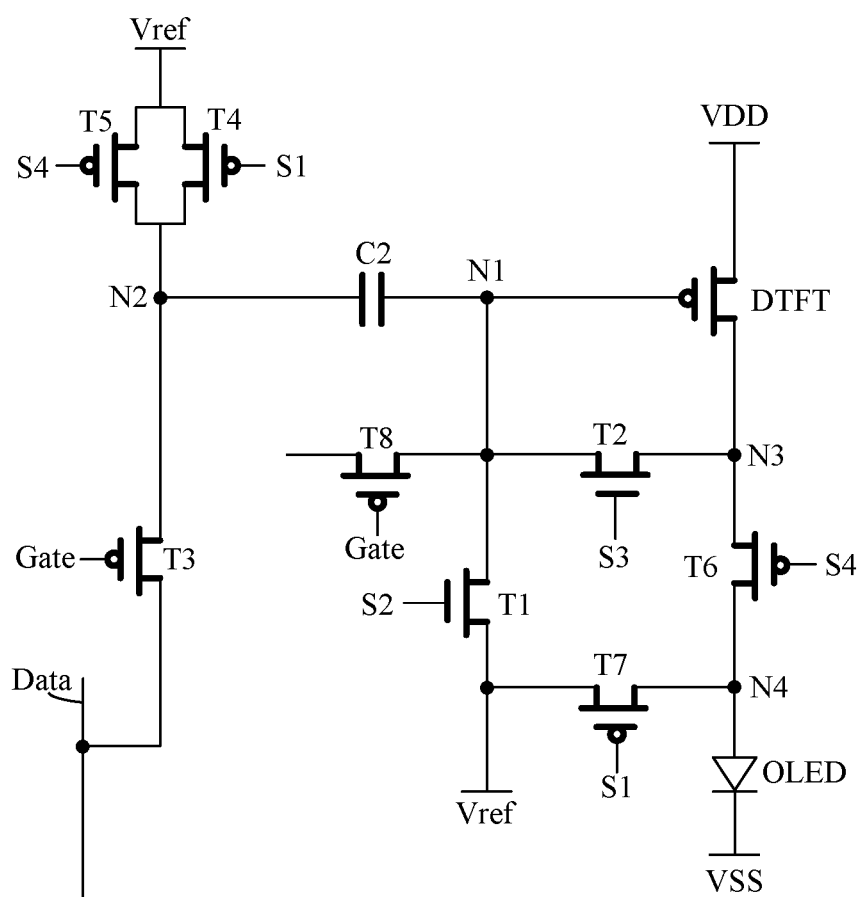 Vref
T5
T4
VDD
S4
S1
C2
N1
N2
DTFT
T8
T2
N3
Gate
T3
Gate
S3
T6
S4
S2
T1
Data
T7
N4
S1
OLED
Vref
VSS